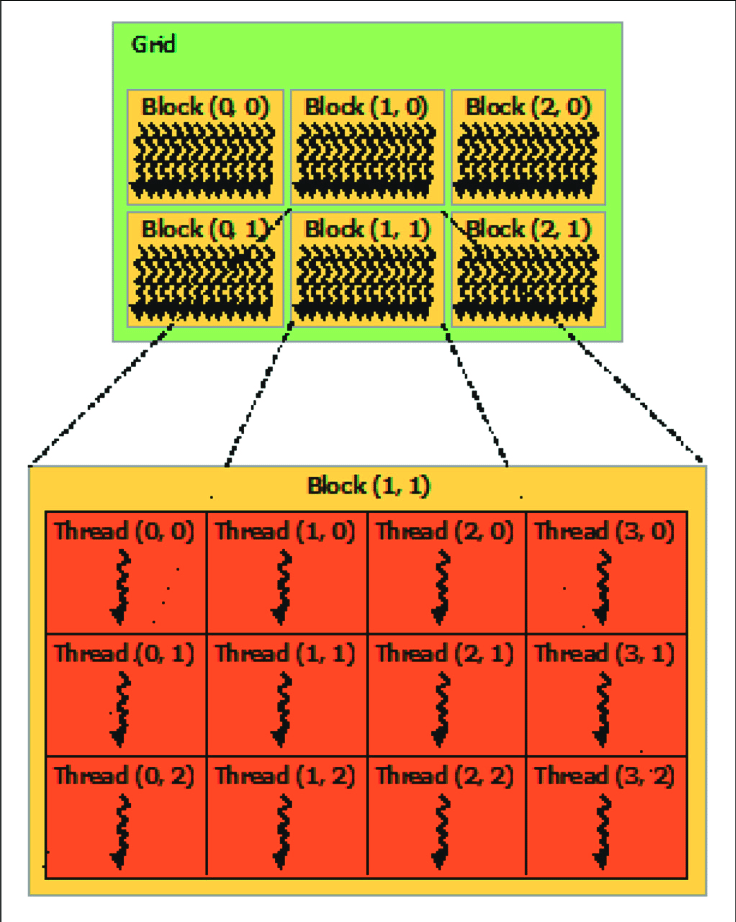 Grid
Block (0, 0) Block (1, 0) Block (2, 0)
Block (0, 1) Block (1, 1) Block (2, 1)
Block (1, 1)
Thread (0, 0) Thread (1, 0) Thread (2, 0) Thread (3, 0)
Thread (0, 1) Thread (1, 1) Thread (2, 1) Thread (3, 1)
Thread (0, 2) Thread (1, 2) Thread (2, 2) Thread (3, 2)